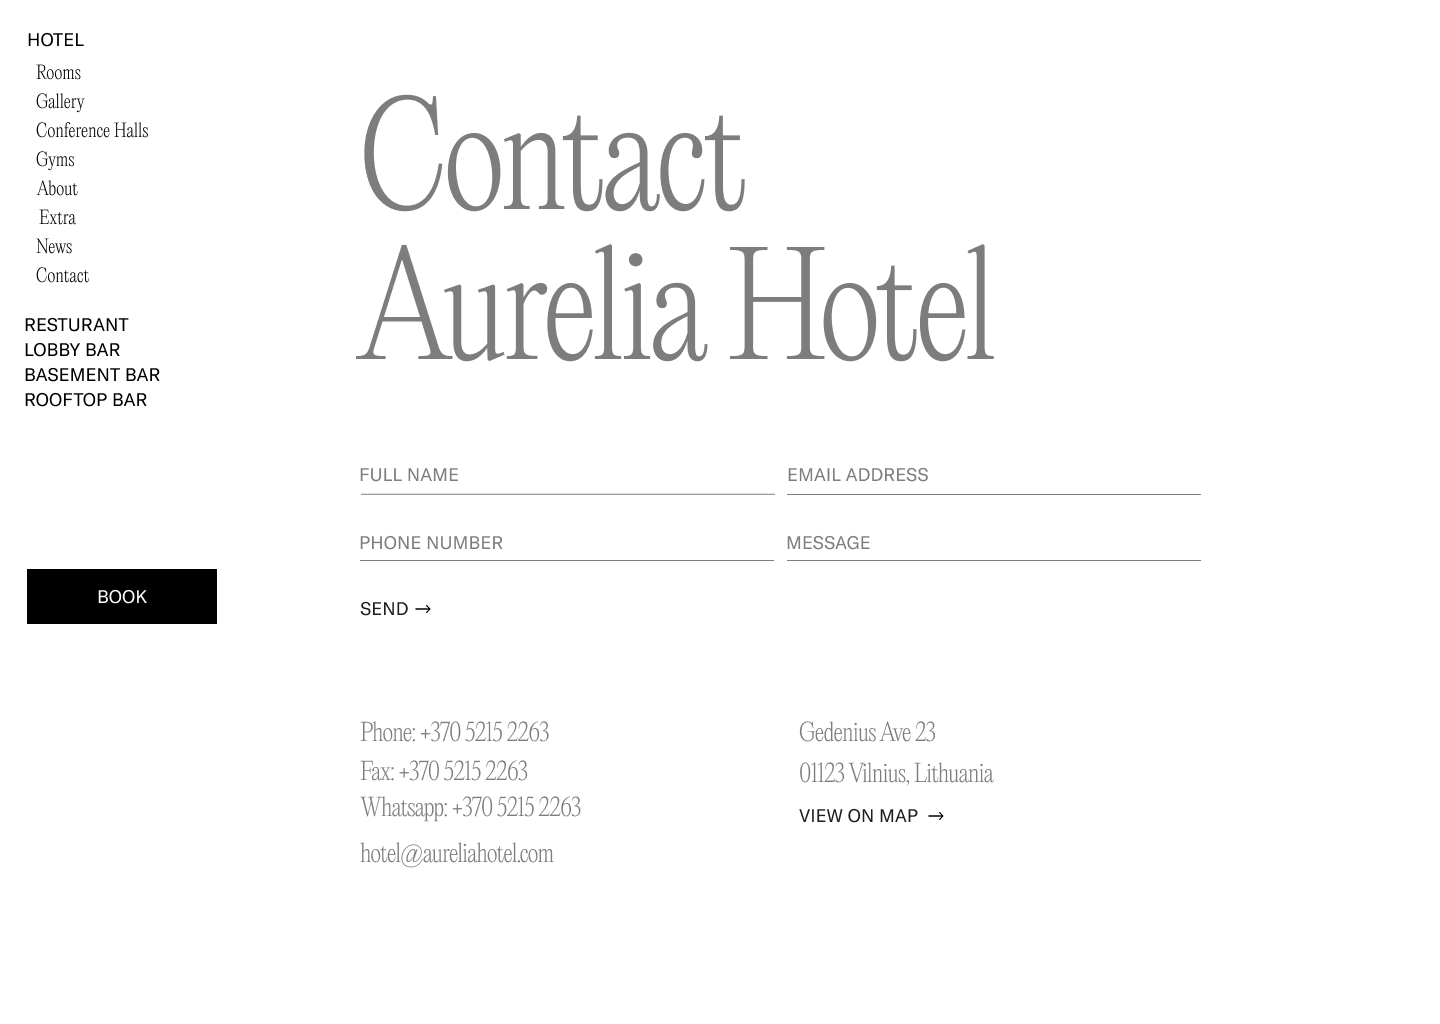 HOTEL
Rooms
Gallery
Conference Halls
Gyms
About
Extra
News
Contact
RESTURANT
LOBBY BAR
BASEMENT BAR
ROOFTOP BAR
BOOK
Contact
Aurelia Hotel
FULL NAME
EMAIL ADDRESS
PHONE NUMBER
MESSAGE
SEND →
Phone: +370 5215 2263
Fax: +370 5215 2263
Whatsapp: +370 5215 2263
hotel@aureliahotel.com
Gedenius Ave 23
01123 Vilnius, Lithuania
VIEW ON MAP →